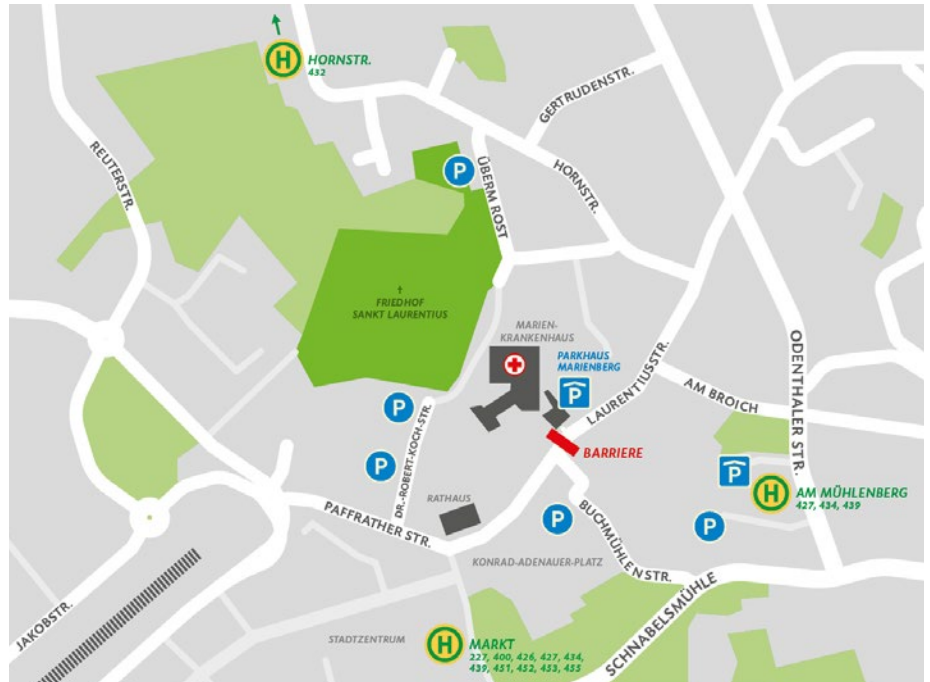 H
HORNSTR.
432
GERTRUDENSTR.
REUTERSTR.
P
ÜBERM ROST
HORNSTR.
FRIEDHOF
SANKT LAURENTIUS
MARIEN-
KRANKENHAUS
PARKHAUS
MARIENBERG
P
LAURENTIUSSTR.
ODENTHALER STR.
AM BROICH
P
P
DR.-ROBERT-KOCH-STR.
BARRIERE
P
H
AM MÜHLENBERG
427, 434, 439
RATHAUS
PAFFRATHER STR.
P
P
BUCHMÜHLENSTR.
KONRAD-ADENAUER-PLATZ
JAKOBSTR.
SCHNABELSMÜHLE
STADTZENTRUM
H
MARKT
227, 400, 426, 427, 434,
439, 451, 452, 453, 455